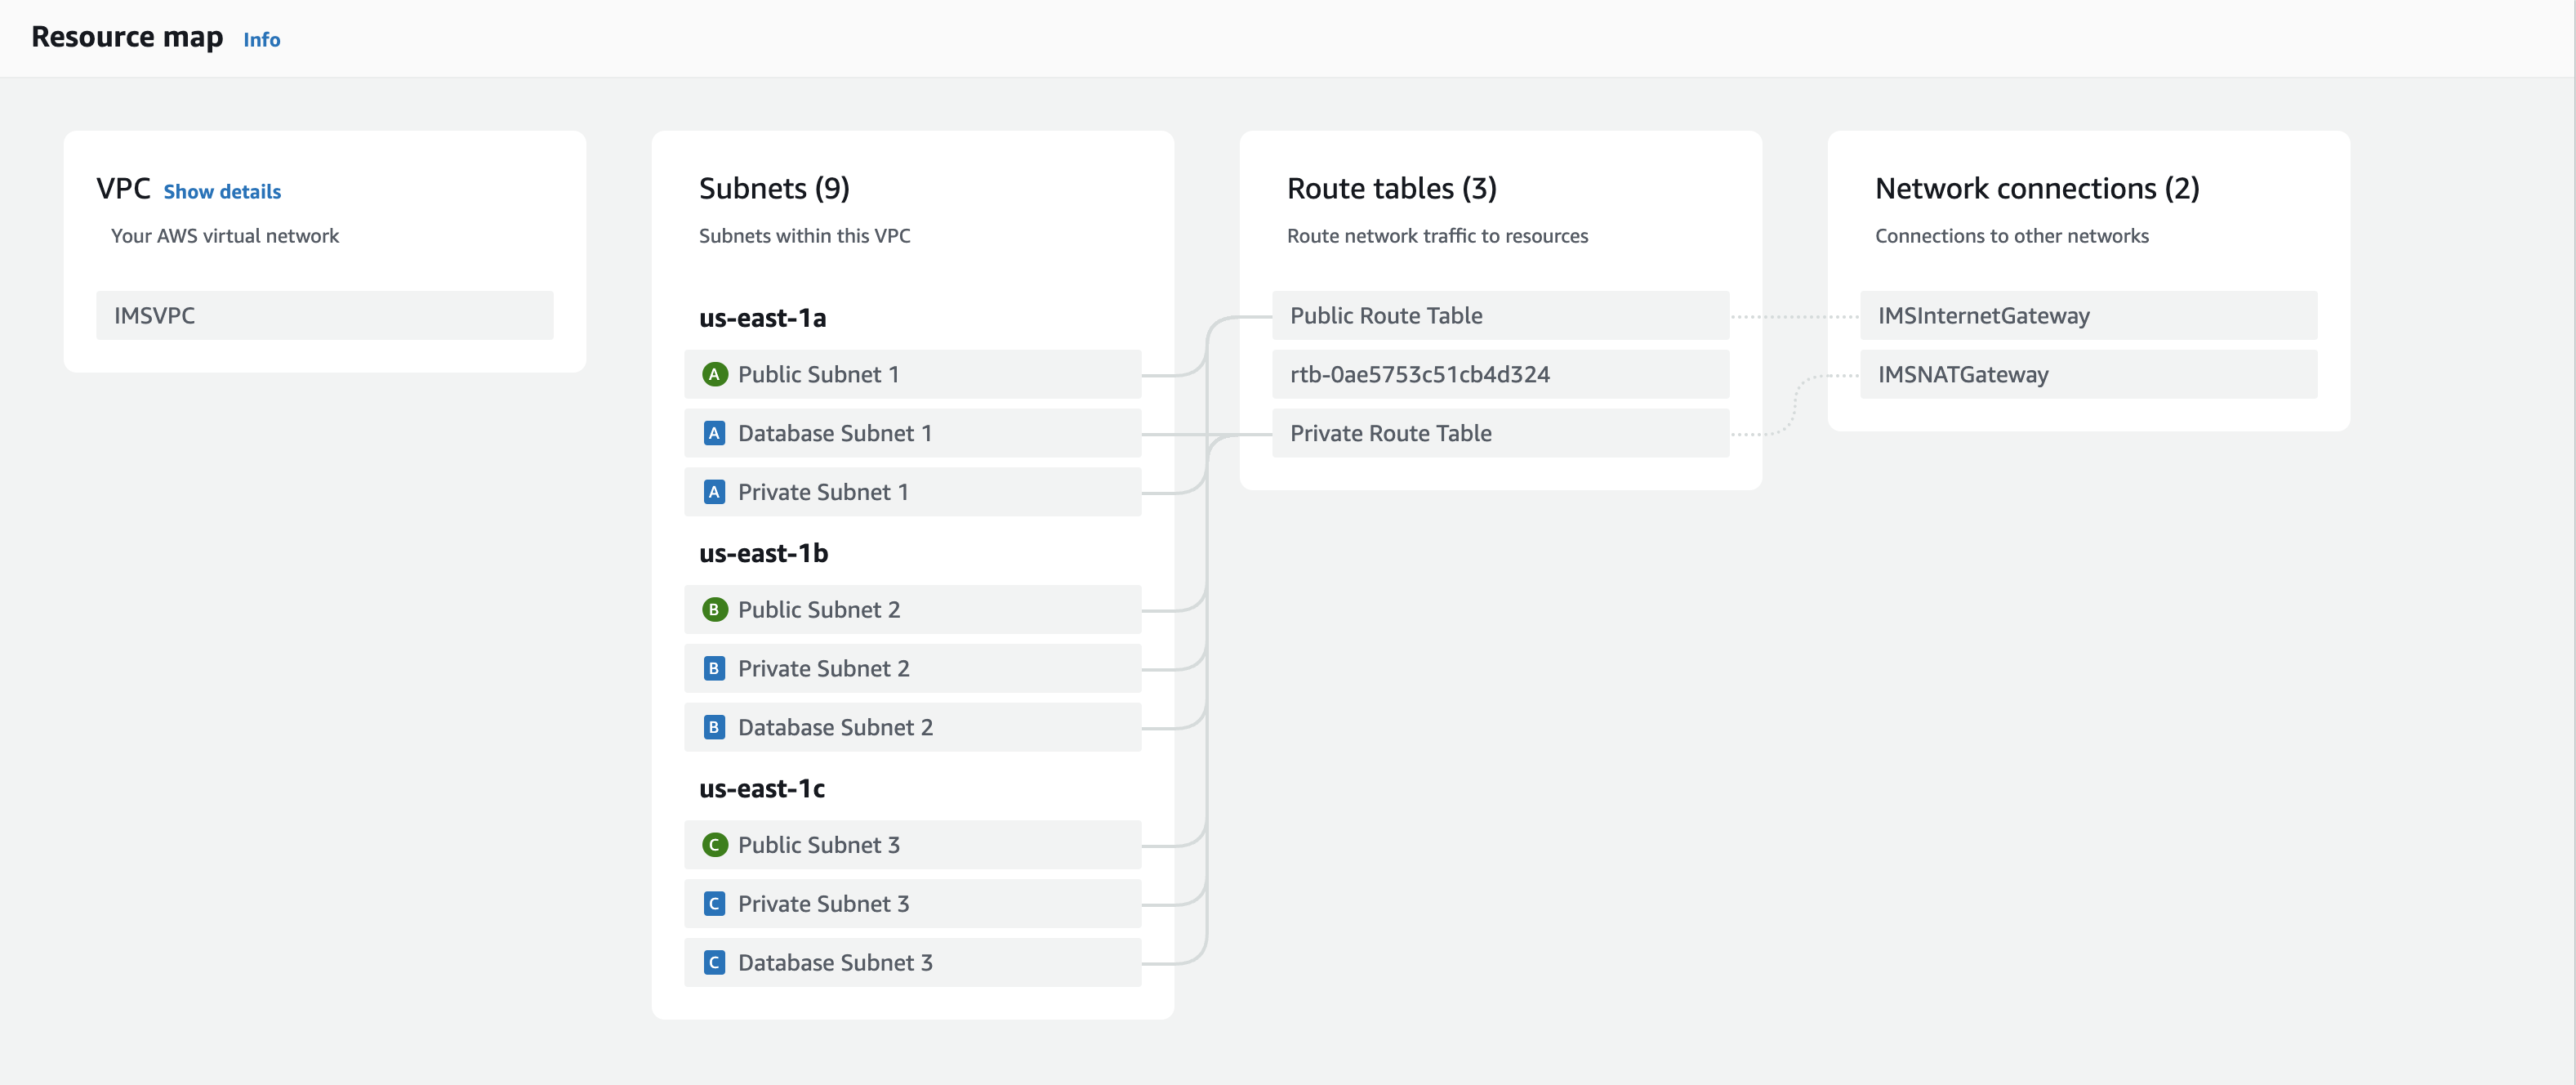 Resource map Info
VPC Show details
Your AWS virtual network
IMSVPC
Subnets (9)
Subnets within this VPC
us-east-1a
A Public Subnet 1
A Database Subnet 1
A Private Subnet 1
us-east-1b
B Public Subnet 2
B Private Subnet 2
B Database Subnet 2
us-east-1c
C Public Subnet 3
C Private Subnet 3
C Database Subnet 3
Route tables (3)
Route network traffic to resources
Public Route Table
rtb-0ae5753c51cb4d324
Private Route Table
Network connections (2)
Connections to other networks
IMSInternetGateway
IMSNATGateway